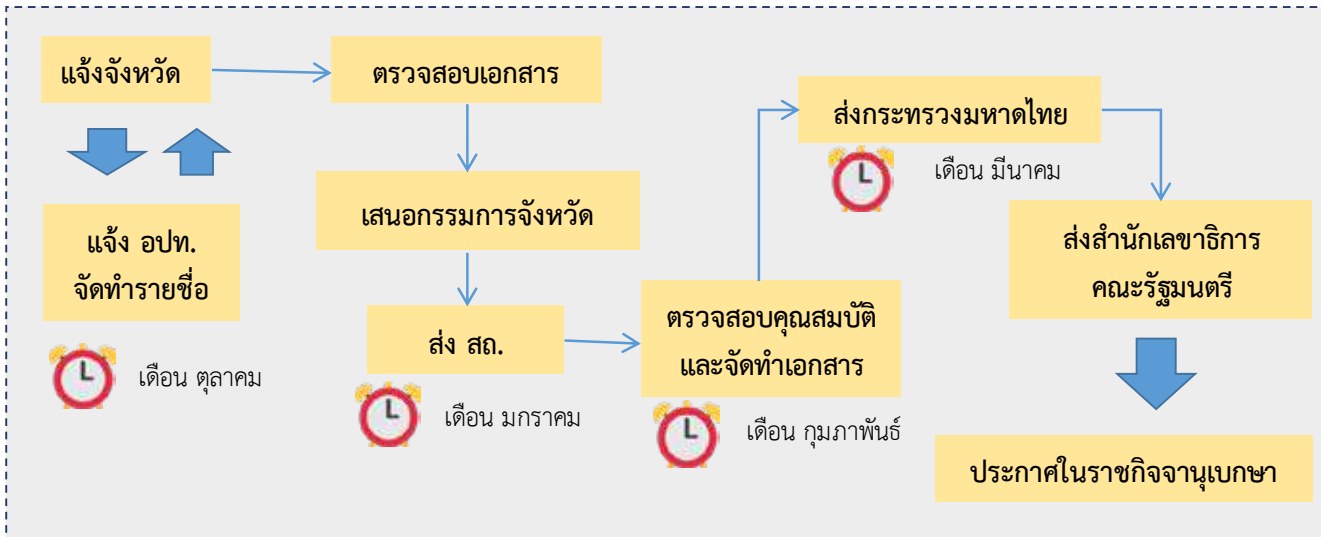 แจ้งจังหวัด
ตรวจสอบเอกสาร
ส่งกระทรวงมหาดไทย
เดือน มีนาคม
แจ้ง อปท.
จัดทำรายชื่อ
เดือน ตุลาคม
เสนอกรรมการจังหวัด
ส่ง สถ.
เดือน มกราคม
ตรวจสอบคุณสมบัติ
และจัดทำเอกสาร
เดือน กุมภาพันธ์
ส่งสำนักเลขาธิการ
คณะรัฐมนตรี
ประกาศในราชกิจจานุเบกษา